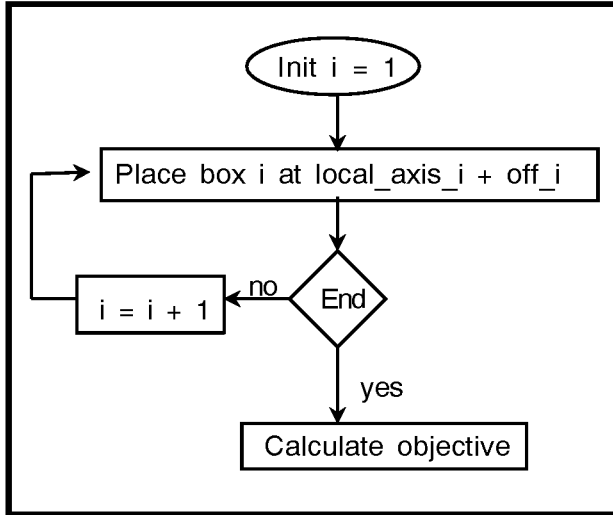 Init i = 1
Place box i at local_axis_i + off_i
End
no
i = i + 1
yes
Calculate objective